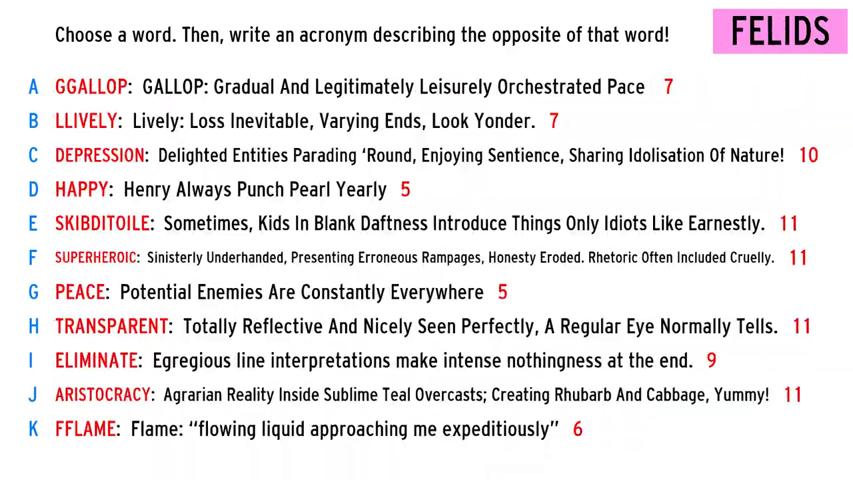 Choose a word. Then, write an acronym describing the opposite of that word!
FELIDS
A GGALLOP: GALLOP: Gradual And Legitimately Leisurely Orchestrated Pace 7
B LLIVELY: Lively: Loss Inevitable, Varying Ends, Look Yonder. 7
C DEPRESSION: Delighted Entities Parading ‘Round, Enjoying Sentience, Sharing Idolisation Of Nature! 10
D HAPPY: Henry Always Punch Pearl Yearly 5
E SKIBDITOILE: Sometimes, Kids In Blank Daftness Introduce Things Only Idiots Like Earnestly. 11
F SUPERHEROIC: Sinisterly Underhanded, Presenting Erroneous Rampages, Honesty Eroded. Rhetoric Often Included Cruelly. 11
G PEACE: Potential Enemies Are Constantly Everywhere 5
H TRANSPARENT: Totally Reflective And Nicely Seen Perfectly, A Regular Eye Normally Tells. 11
I ELIMINATE: Egregious line interpretations make intense nothingness at the end. 9
J ARISTOCRACY: Agrarian Reality Inside Sublime Teal Overcasts; Creating Rhubarb And Cabbage, Yummy! 11
K FFLAME: Flame: “flowing liquid approaching me expeditiously” 6